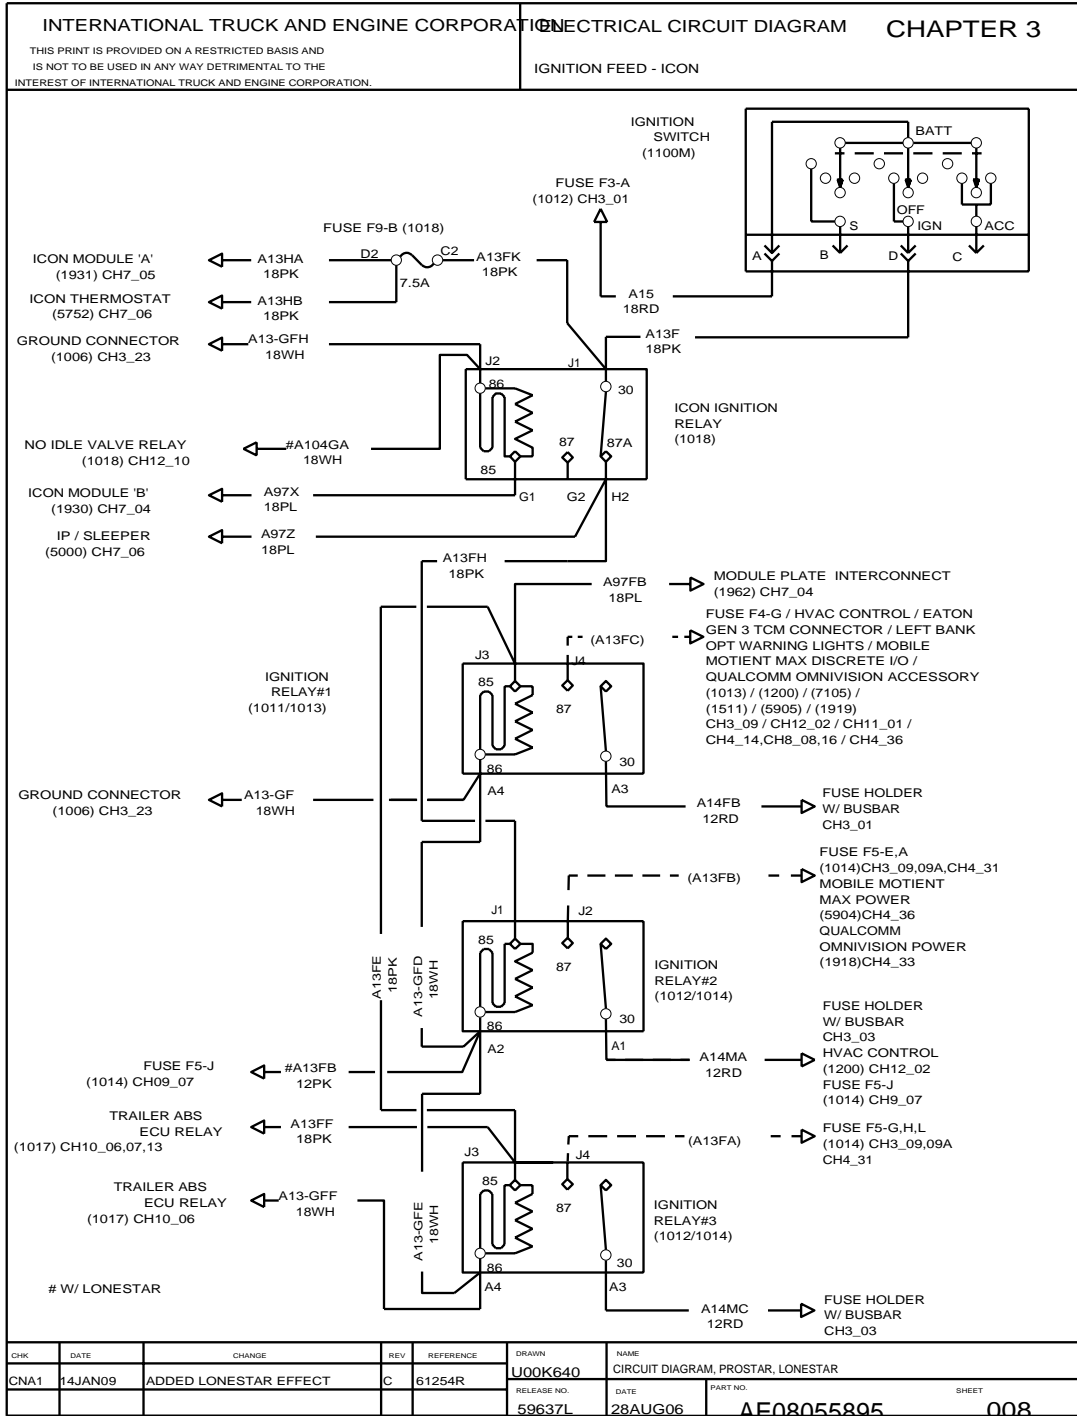 INTERNATIONAL TRUCK AND ENGINE CORPORATION
THIS PRINT IS PROVIDED ON A RESTRICTED BASIS AND
IS NOT TO BE USED IN ANY WAY DETRIMENTAL TO THE
INTEREST OF INTERNATIONAL TRUCK AND ENGINE CORPORATION.
ELECTRICAL CIRCUIT DIAGRAM
CHAPTER 3
IGNITION FEED - ICON
IGNITION
SWITCH
(1100M)
BATT
OFF
S
IGN
ACC
A
B
D
C
FUSE F3-A
(1012) CH3_01
FUSE F9-B (1018)
D2
C2
7.5A
ICON MODULE 'A'
(1931) CH7_05
A13HA
18PK
A13FK
18PK
ICON THERMOSTAT
(5752) CH7_06
A13HB
18PK
A15
18RD
GROUND CONNECTOR
(1006) CH3_23
A13-GFH
18WH
A13F
18PK
J2
J1
86
30
87
87A
85
ICON IGNITION
RELAY
(1018)
NO IDLE VALVE RELAY
(1018) CH12_10
#A104GA
18WH
ICON MODULE 'B'
(1930) CH7_04
A97X
18PL
G1
G2
H2
IP / SLEEPER
(5000) CH7_06
A97Z
18PL
A13FH
18PK
A97FB
18PL
MODULE PLATE INTERCONNECT
(1962) CH7_04
(A13FC)
FUSE F4-G / HVAC CONTROL / EATON
GEN 3 TCM CONNECTOR / LEFT BANK
OPT WARNING LIGHTS / MOBILE
MOTIENT MAX DISCRETE I/O /
QUALCOMM OMNIVISION ACCESSORY
(1013) / (1200) / (7105) /
(1511) / (5905) / (1919)
CH3_09 / CH12_02 / CH11_01 /
CH4_14,CH8_08,16 / CH4_36
IGNITION
RELAY#1
(1011/1013)
J3
J4
85
87
86
30
A4
A3
GROUND CONNECTOR
(1006) CH3_23
A13-GF
18WH
A14FB
12RD
FUSE HOLDER
W/ BUSBAR
CH3_01
(A13FB)
FUSE F5-E,A
(1014)CH3_09,09A,CH4_31
MOBILE MOTIENT
MAX POWER
(5904)CH4_36
QUALCOMM
OMNIVISION POWER
(1918)CH4_33
J1
J2
85
87
86
30
A2
A1
A13FE
18PK
A13-GFD
18WH
IGNITION
RELAY#2
(1012/1014)
FUSE F5-J
(1014) CH09_07
#A13FB
12PK
A14MA
12RD
FUSE HOLDER
W/ BUSBAR
CH3_03
HVAC CONTROL
(1200) CH12_02
FUSE F5-J
(1014) CH9_07
TRAILER ABS
ECU RELAY
(1017) CH10_06,07,13
A13FF
18PK
(A13FA)
FUSE F5-G,H,L
(1014) CH3_09,09A
CH4_31
J3
J4
85
87
86
30
A4
A3
TRAILER ABS
ECU RELAY
(1017) CH10_06
A13-GFF
18WH
A13-GFE
18WH
IGNITION
RELAY#3
(1012/1014)
# W/ LONESTAR
A14MC
12RD
FUSE HOLDER
W/ BUSBAR
CH3_03
CHK DATE CHANGE REV REFERENCE
CNA1 14JAN09 ADDED LONESTAR EFFECT C 61254R
DRAWN
U00K640
NAME
CIRCUIT DIAGRAM, PROSTAR, LONESTAR
RELEASE NO.
59637L
DATE
28AUG06
PART NO.
AE08055895
SHEET
008